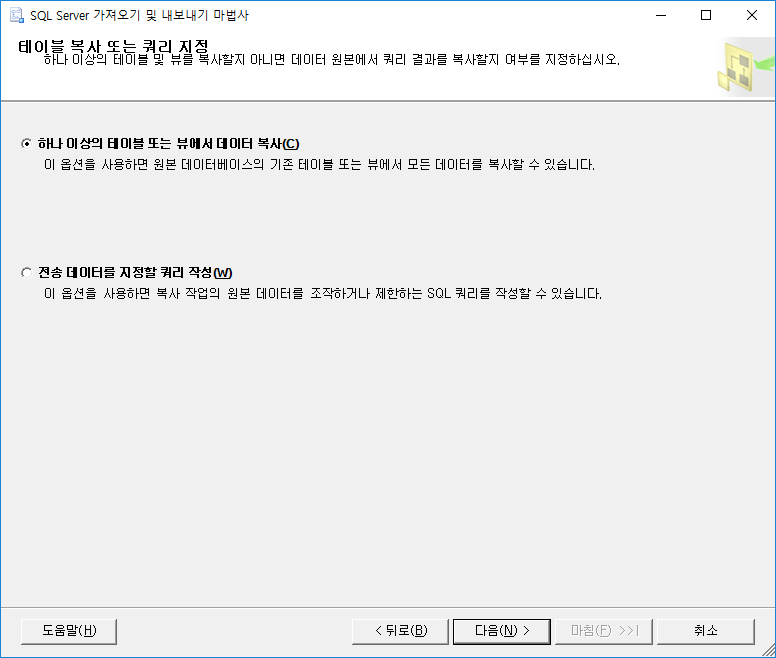 SQL Server 가져오기 및 내보내기 마법사
테이블 복사 또는 쿼리 지정
하나 이상의 테이블 및 뷰를 복사할지 아니면 데이터 원본에서 쿼리 결과를 복사할지 여부를 지정하십시오.
하나 이상의 테이블 또는 뷰에서 데이터 복사(C)
이 옵션을 사용하면 원본 데이터베이스의 기존 테이블 또는 뷰에서 모든 데이터를 복사할 수 있습니다.
전송 데이터를 지정할 쿼리 작성(W)
이 옵션을 사용하면 복사 작업의 원본 데이터를 조작하거나 제한하는 SQL 쿼리를 작성할 수 있습니다.
도움말(H) < 뒤로(B) 다음(N) > 마침(F) >>| 취소